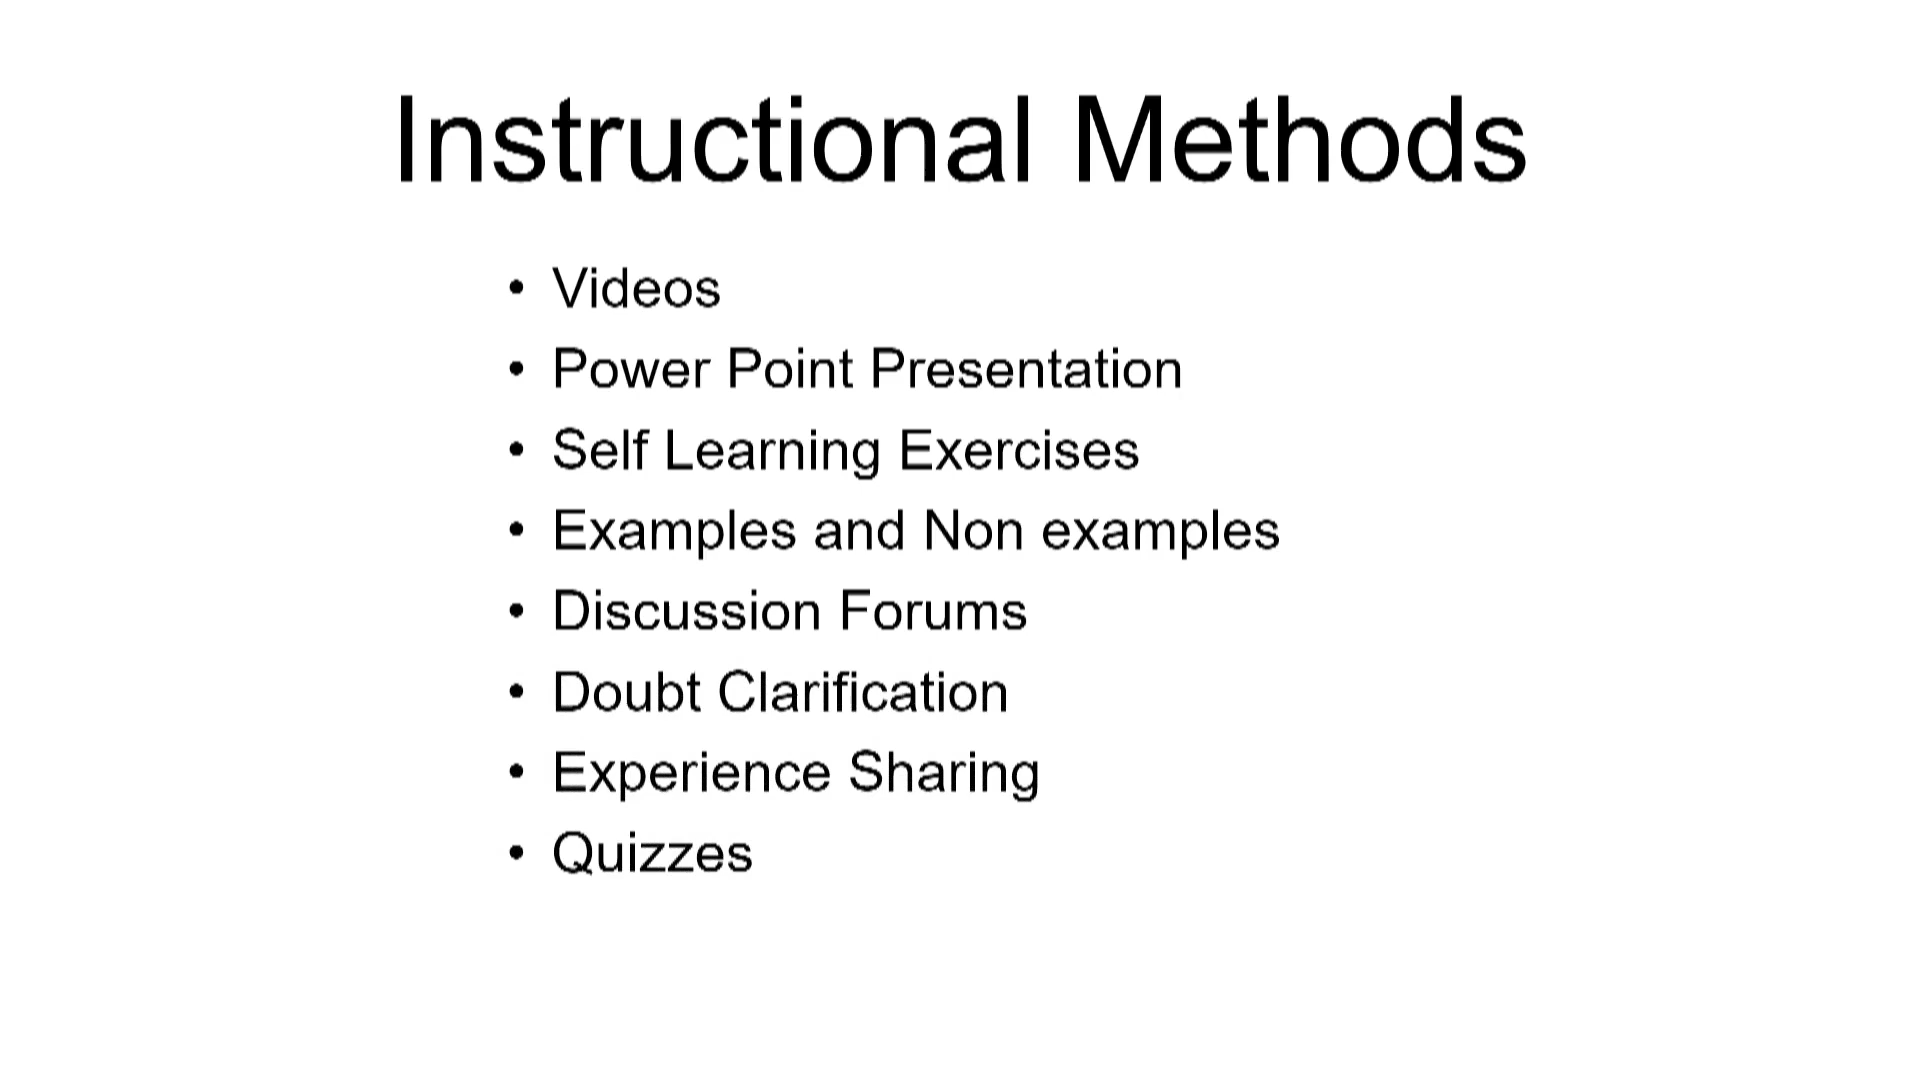 Instructional Methods
• Videos
• Power Point Presentation
• Self Learning Exercises
• Examples and Non examples
• Discussion Forums
• Doubt Clarification
• Experience Sharing
• Quizzes